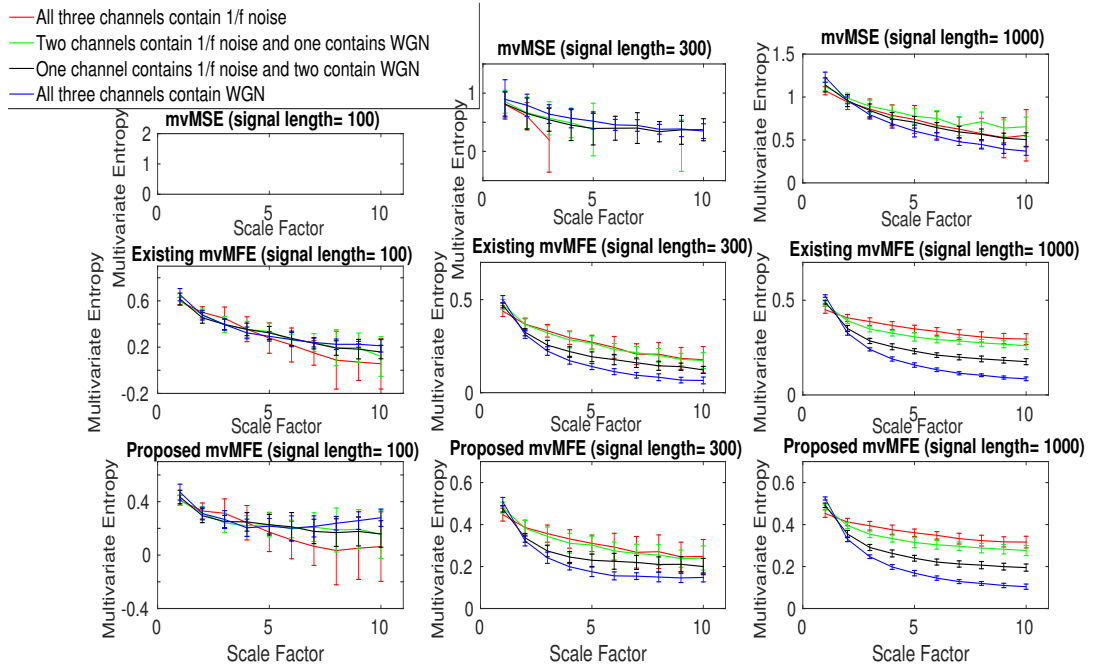 All three channels contain 1/f noise
Two channels contain 1/f noise and one contains WGN
One channel contains 1/f noise and two contain WGN
All three channels contain WGN
mvMSE (signal length= 100)
Multivariate Entropy
2
1
0
0
5
10
Scale Factor
mvMSE (signal length= 300)
Multivariate Entropy
1
0
0
5
10
Scale Factor
mvMSE (signal length= 1000)
Multivariate Entropy
1.5
1.0
0.5
0
0
5
10
Scale Factor
Existing mvMFE (signal length= 100)
Multivariate Entropy
0.6
0.2
-0.2
0
5
10
Scale Factor
Existing mvMFE (signal length= 300)
Multivariate Entropy
0.5
0
0
5
10
Scale Factor
Existing mvMFE (signal length= 1000)
Multivariate Entropy
0.5
0
0
5
10
Scale Factor
Proposed mvMFE (signal length= 100)
Multivariate Entropy
0.4
0
-0.4
0
5
10
Scale Factor
Proposed mvMFE (signal length= 300)
Multivariate Entropy
0.6
0.4
0.2
0
0
5
10
Scale Factor
Proposed mvMFE (signal length= 1000)
Multivariate Entropy
0.6
0.4
0.2
0
0
5
10
Scale Factor